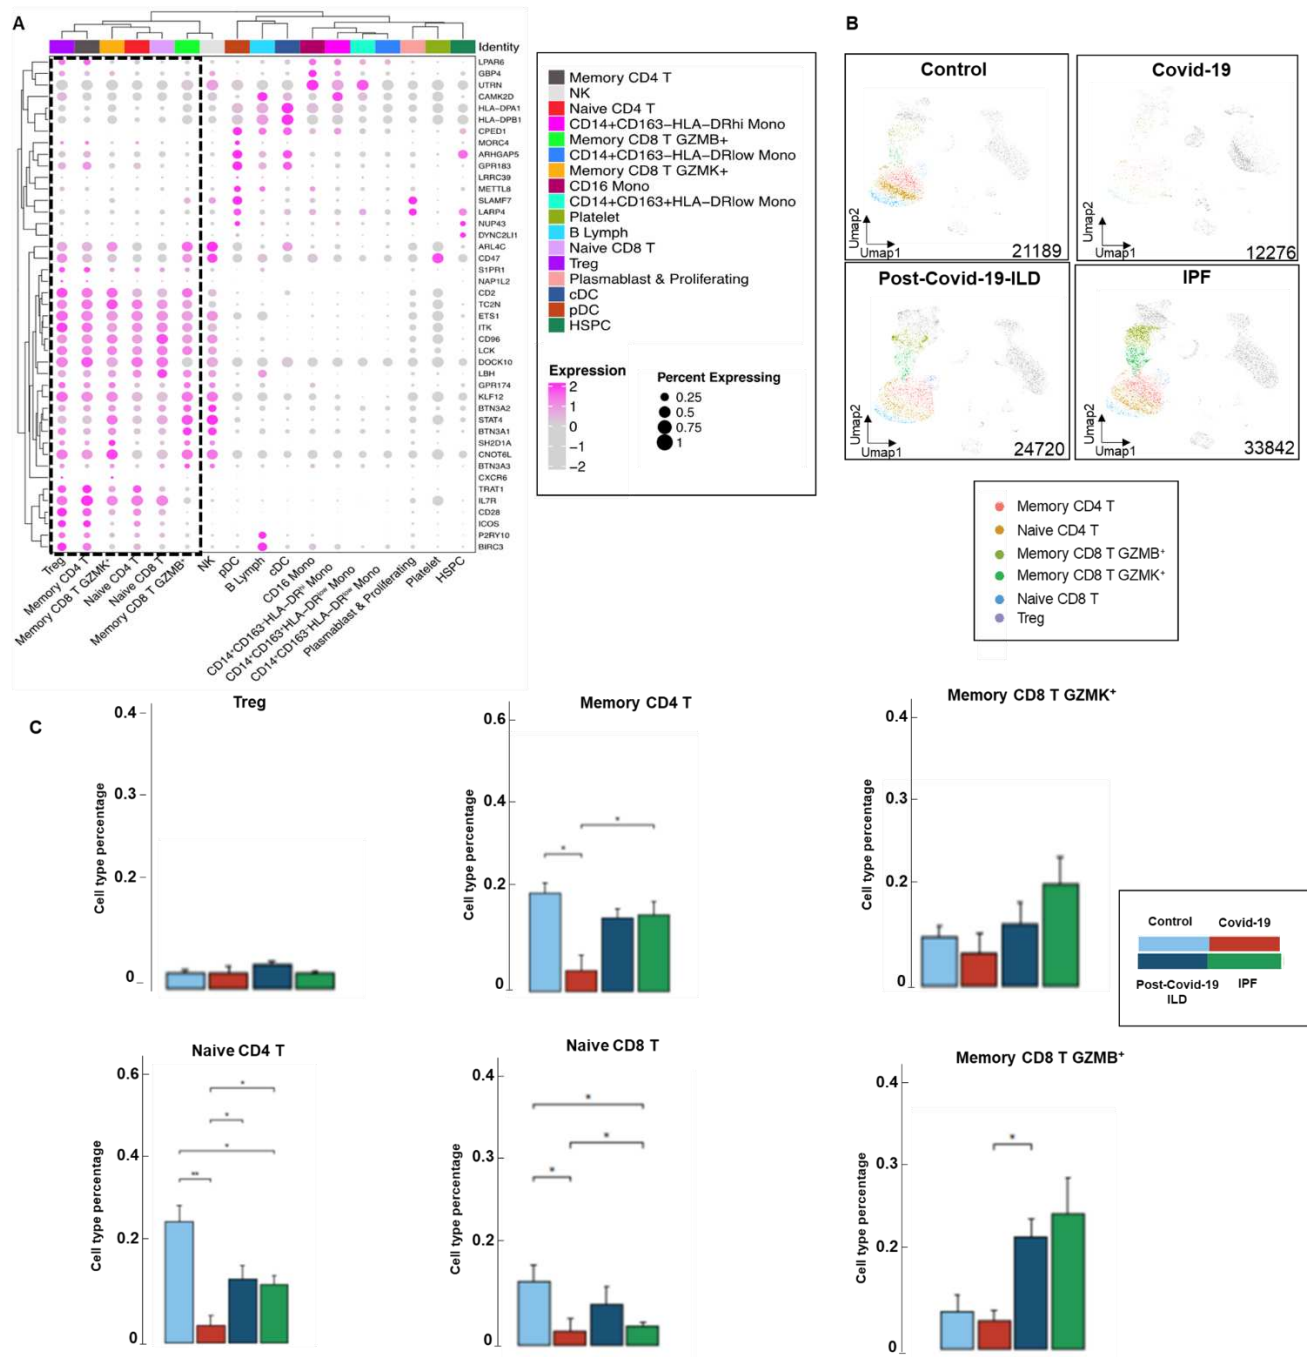 A
Identity
LPAR6
GBP4
UTRN
CAMK2D
HLA-DPA1
HLA-DPB1
CPED1
MORC4
ARHGAP5
GPR183
LRRC39
METTL8
SLAMF7
LARP4
NUP43
DYNC2LI1
ARL4C
CD47
S1PR1
NAP1L2
CD2
TC2N
ETS1
ITK
CD96
LCK
DOCK10
LBH
GPR174
KLF12
BTN3A2
STAT4
BTN3A1
SH2D1A
CNOT6L
BTN3A3
CXCR6
TRAT1
IL7R
CD28
ICOS
P2RY10
BIRC3
Treg
Memory CD4 T
Memory CD8 T GZMK⁺
Naive CD4 T
Naive CD8 T
Memory CD8 T GZMB⁺
NK
pDC
B Lymph
cDC
CD16 Mono
CD14⁺CD163⁻HLA-DRʰⁱ Mono
CD14⁺CD163⁺HLA-DRˡᵒʷ Mono
CD14⁺CD163⁻HLA-DRˡᵒʷ Mono
Plasmablast & Proliferating
Platelet
HSPC
Memory CD4 T
NK
Naive CD4 T
CD14+CD163-HLA-DRhi Mono
Memory CD8 T GZMB+
CD14+CD163-HLA-DRlow Mono
Memory CD8 T GZMK+
CD16 Mono
CD14+CD163+HLA-DRlow Mono
Platelet
B Lymph
Naive CD8 T
Treg
Plasmablast & Proliferating
cDC
pDC
HSPC
Expression
2
1
0
-1
-2
Percent Expressing
0.25
0.5
0.75
1
B
Control
Umap2
Umap1
21189
Covid-19
Umap2
Umap1
12276
Post-Covid-19-ILD
Umap2
Umap1
24720
IPF
Umap2
Umap1
33842
Memory CD4 T
Naive CD4 T
Memory CD8 T GZMB⁺
Memory CD8 T GZMK⁺
Naive CD8 T
Treg
C
Treg
Cell type percentage
0.4
0.3
0.2
0
Memory CD4 T
Cell type percentage
0.6
0.4
0.2
0
*
*
Memory CD8 T GZMK⁺
Cell type percentage
0.4
0.3
0.2
0
Control Covid-19
Post-Covid-19 IPF
ILD
Naive CD4 T
Cell type percentage
0.6
0.4
0.2
0
*
*
*
**
Naive CD8 T
Cell type percentage
0.4
0.3
0.2
0
*
*
*
Memory CD8 T GZMB⁺
Cell type percentage
0.4
0.3
0.2
0
*